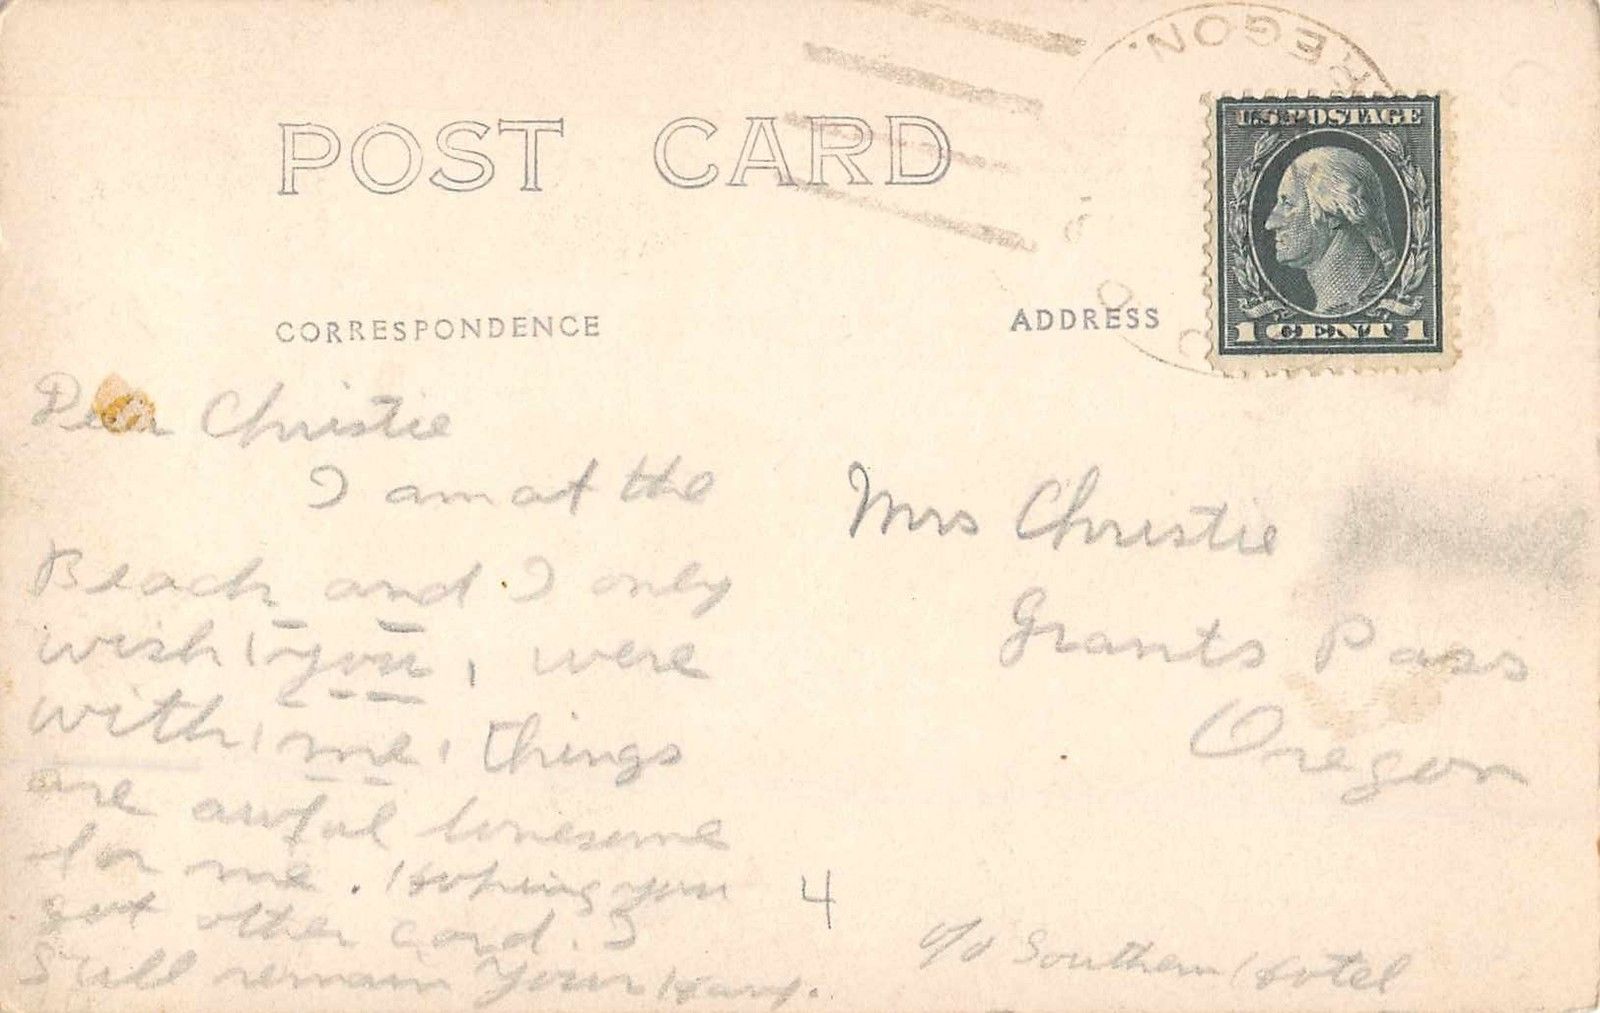 POST CARD
OREGON.
U.S. POSTAGE
1 CENT 1
CORRESPONDENCE
ADDRESS
Dear Christie
I am at the
Beach and I only
wish you, were
with me, things
are awful lonesome
for me. Hoping you
got other card. I
Still remain Your Harry.
Mrs Christie
Grants Pass
Oregon
c/o Southern Hotel
4